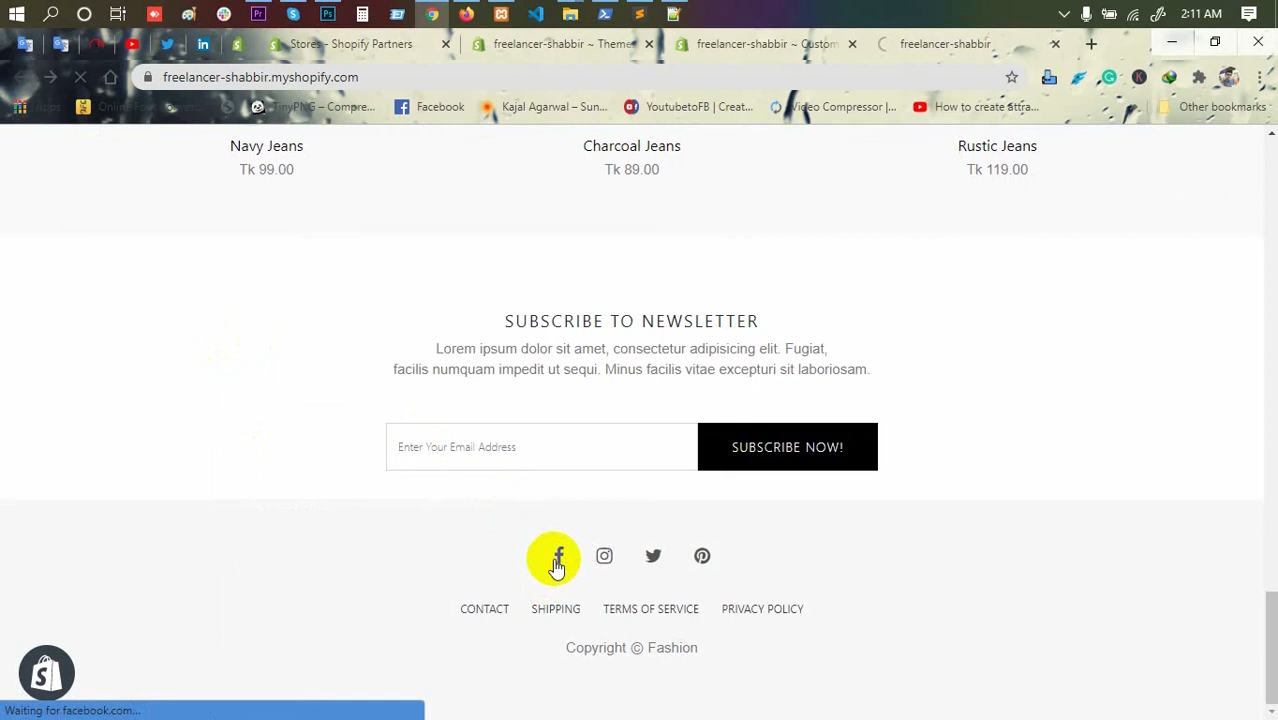 2:11 AM
Stores - Shopify Partners
freelancer-shabbir ~ Theme
freelancer-shabbir ~ Custom
freelancer-shabbir
freelancer-shabbir.myshopify.com
Apps
TinyPNG – Compre...
Facebook
Kajal Agarwal – Sun...
YoutubetoFB | Creat...
Video Compressor |...
How to create attra...
Other bookmarks
Navy Jeans
Charcoal Jeans
Rustic Jeans
Tk 99.00
Tk 89.00
Tk 119.00
SUBSCRIBE TO NEWSLETTER
Lorem ipsum dolor sit amet, consectetur adipisicing elit. Fugiat,
facilis numquam impedit ut sequi. Minus facilis vitae excepturi sit laboriosam.
Enter Your Email Address
SUBSCRIBE NOW!
CONTACT
SHIPPING
TERMS OF SERVICE
PRIVACY POLICY
Copyright © Fashion
Waiting for facebook.com...